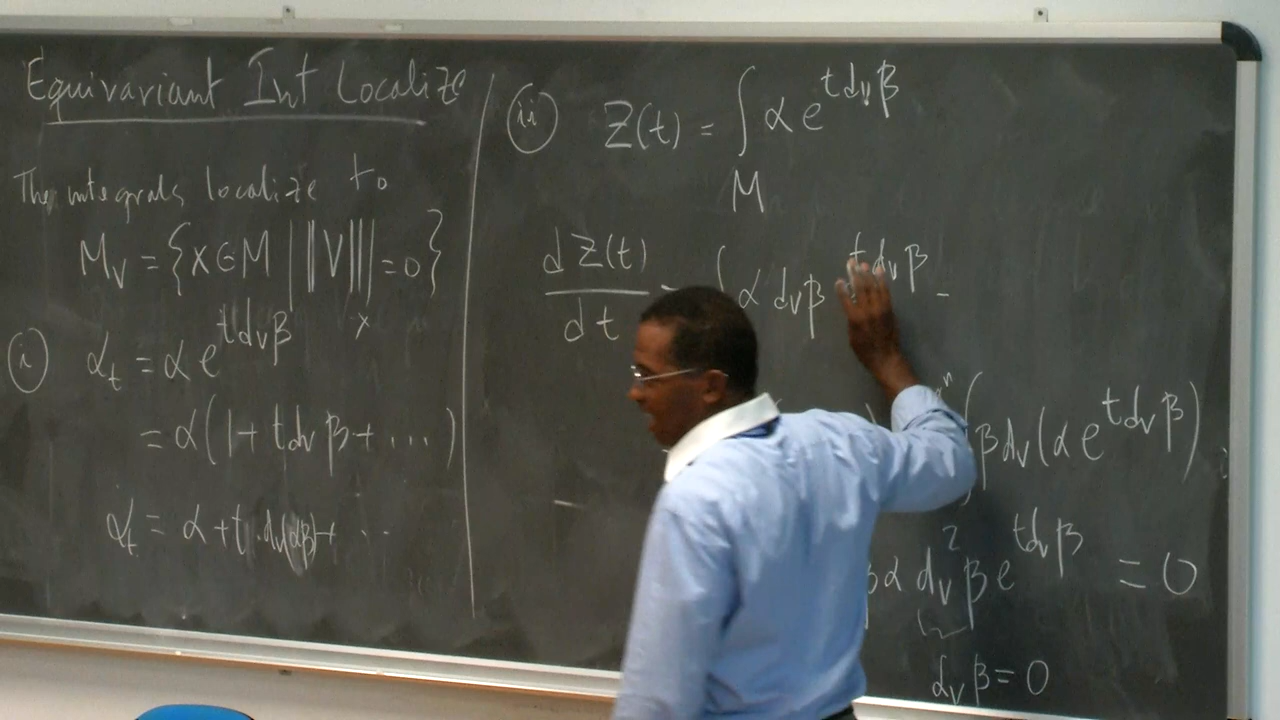 Equivariant Int Localize
The integrals localize to
M_V = {x ∈ M | ||V||_x = 0}
(i) α_t = α e^{t d_V β}
= α(1 + t d_V β + ...)
α_t = α + t d_V(αβ) + ...
(ii) Z(t) = ∫_M α e^{t d_V β}
dZ(t)/dt = ∫ α d_V β e^{t d_V β} -
∫ β d_V(α e^{t d_V β})
βα d_V^2 β e^{t d_V β} = 0
d_V β = 0